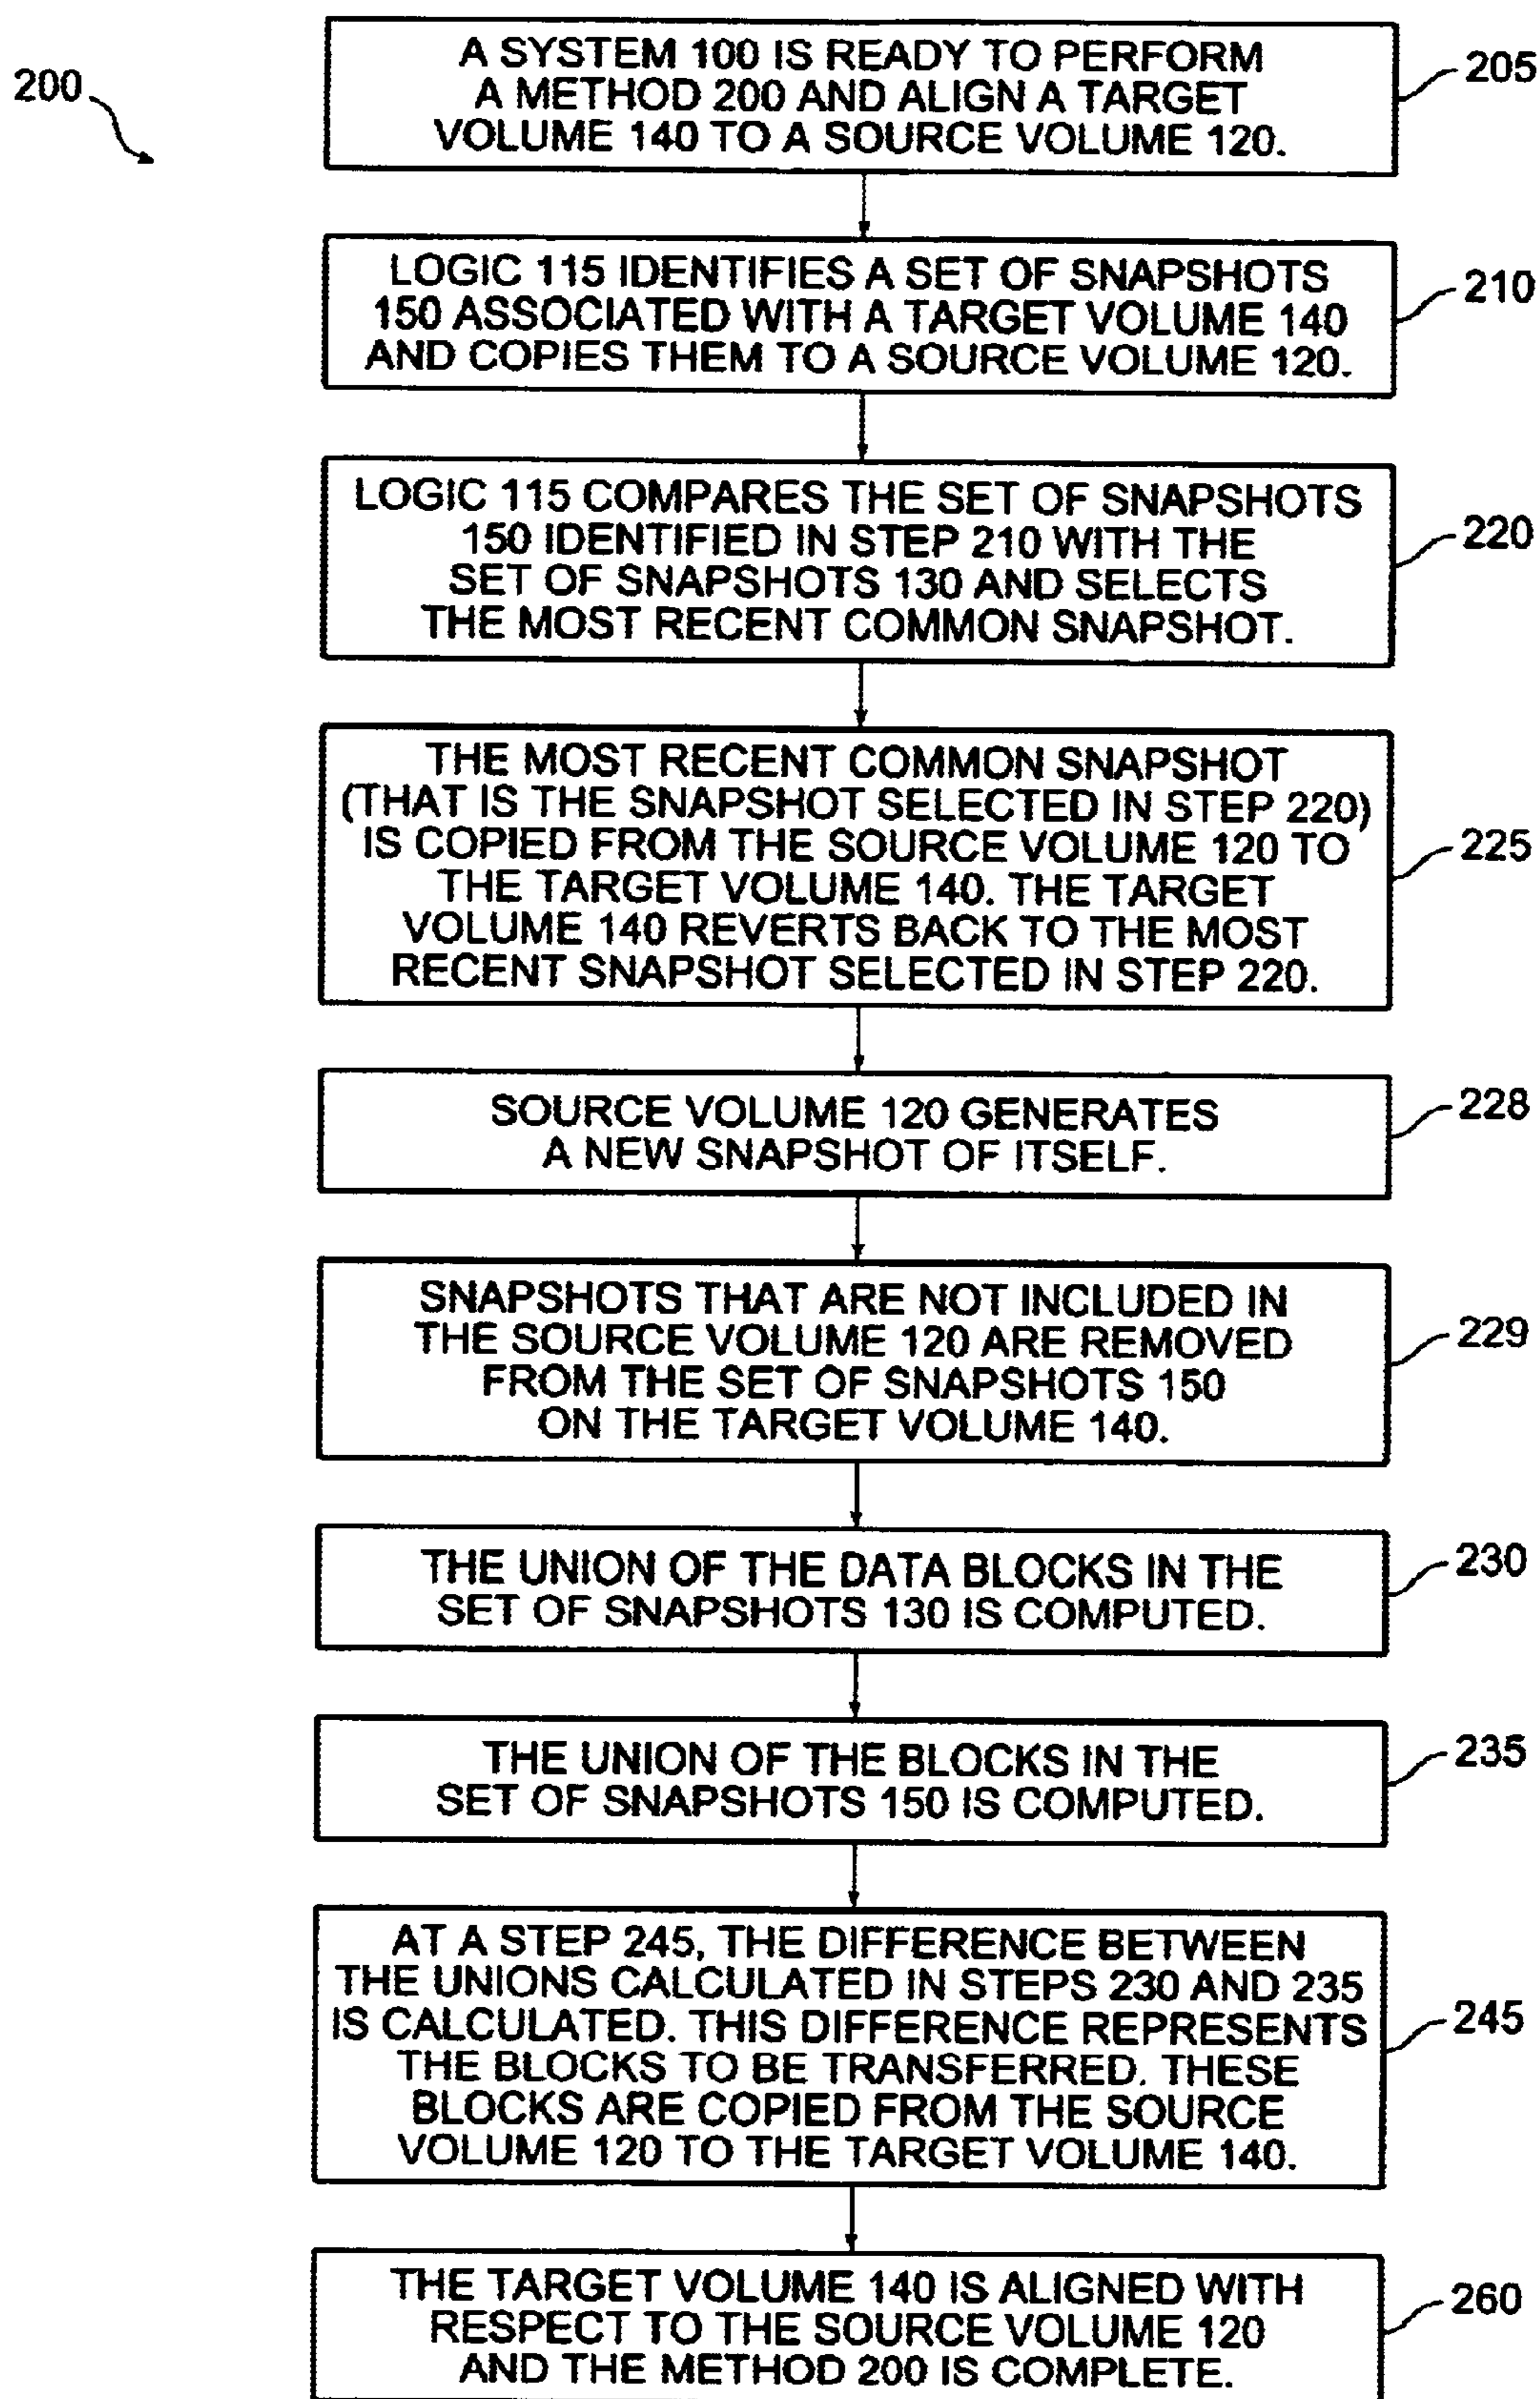 200
A SYSTEM 100 IS READY TO PERFORM
A METHOD 200 AND ALIGN A TARGET
VOLUME 140 TO A SOURCE VOLUME 120.
205
LOGIC 115 IDENTIFIES A SET OF SNAPSHOTS
150 ASSOCIATED WITH A TARGET VOLUME 140
AND COPIES THEM TO A SOURCE VOLUME 120.
210
LOGIC 115 COMPARES THE SET OF SNAPSHOTS
150 IDENTIFIED IN STEP 210 WITH THE
SET OF SNAPSHOTS 130 AND SELECTS
THE MOST RECENT COMMON SNAPSHOT.
220
THE MOST RECENT COMMON SNAPSHOT
(THAT IS THE SNAPSHOT SELECTED IN STEP 220)
IS COPIED FROM THE SOURCE VOLUME 120 TO
THE TARGET VOLUME 140. THE TARGET
VOLUME 140 REVERTS BACK TO THE MOST
RECENT SNAPSHOT SELECTED IN STEP 220.
225
SOURCE VOLUME 120 GENERATES
A NEW SNAPSHOT OF ITSELF.
228
SNAPSHOTS THAT ARE NOT INCLUDED IN
THE SOURCE VOLUME 120 ARE REMOVED
FROM THE SET OF SNAPSHOTS 150
ON THE TARGET VOLUME 140.
229
THE UNION OF THE DATA BLOCKS IN THE
SET OF SNAPSHOTS 130 IS COMPUTED.
230
THE UNION OF THE BLOCKS IN THE
SET OF SNAPSHOTS 150 IS COMPUTED.
235
AT A STEP 245, THE DIFFERENCE BETWEEN
THE UNIONS CALCULATED IN STEPS 230 AND 235
IS CALCULATED. THIS DIFFERENCE REPRESENTS
THE BLOCKS TO BE TRANSFERRED. THESE
BLOCKS ARE COPIED FROM THE SOURCE
VOLUME 120 TO THE TARGET VOLUME 140.
245
THE TARGET VOLUME 140 IS ALIGNED WITH
RESPECT TO THE SOURCE VOLUME 120
AND THE METHOD 200 IS COMPLETE.
260